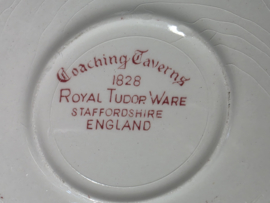 Coaching Taverns
1828
ROYAL TUDOR WARE
STAFFORDSHIRE
ENGLAND